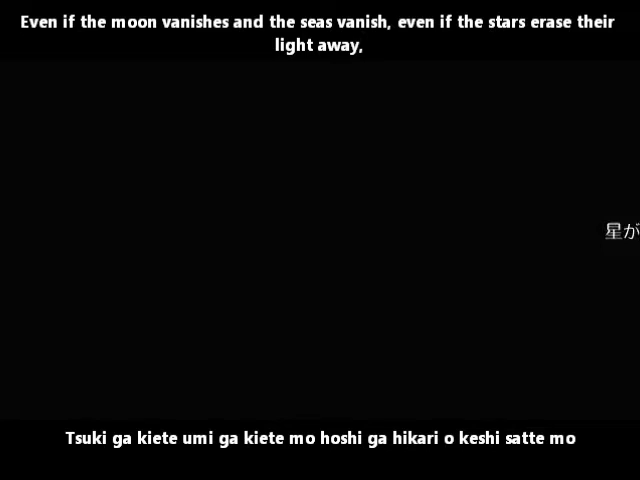 Even if the moon vanishes and the seas vanish, even if the stars erase their
light away,
星が
Tsuki ga kiete umi ga kiete mo hoshi ga hikari o keshi satte mo